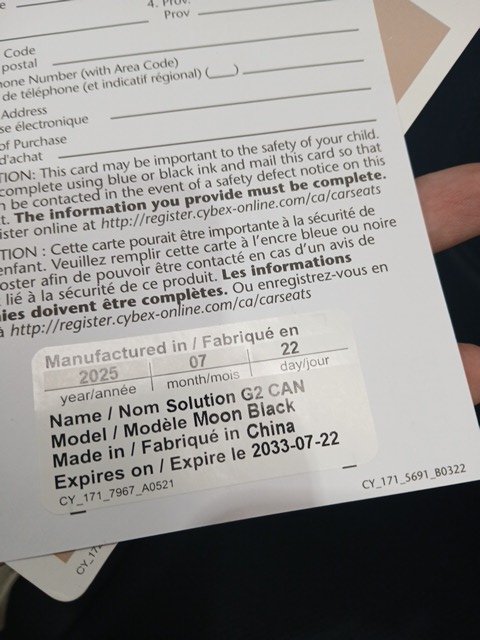 4. Prov.
Prov
Code
postal
one Number (with Area Code)
de téléphone (et indicatif régional) (___)
Address
se électronique
of Purchase
d'achat
TION: This card may be important to the safety of your child.
complete using blue or black ink and mail this card so that
n be contacted in the event of a safety defect notice on this
t. The information you provide must be complete.
ister online at http://register.cybex-online.com/ca/carseats
TION : Cette carte pourait être importante à la sécurité de
enfant. Veuillez remplir cette carte à l'encre bleue ou noire
oster afin de pouvoir être contacté en cas d'un avis de
lié à la sécurité de ce produit. Les informations
nies doivent être complètes. Ou enregistrez-vous en
à http://register.cybex-online.com/ca/carseats
Manufactured in / Fabriqué en
2025 07 22
year/année month/mois day/jour
Name / Nom Solution G2 CAN
Model / Modèle Moon Black
Made in / Fabriqué in China
Expires on / Expire le 2033-07-22
CY_171_7967_A0521
CY_171_5691_B0322